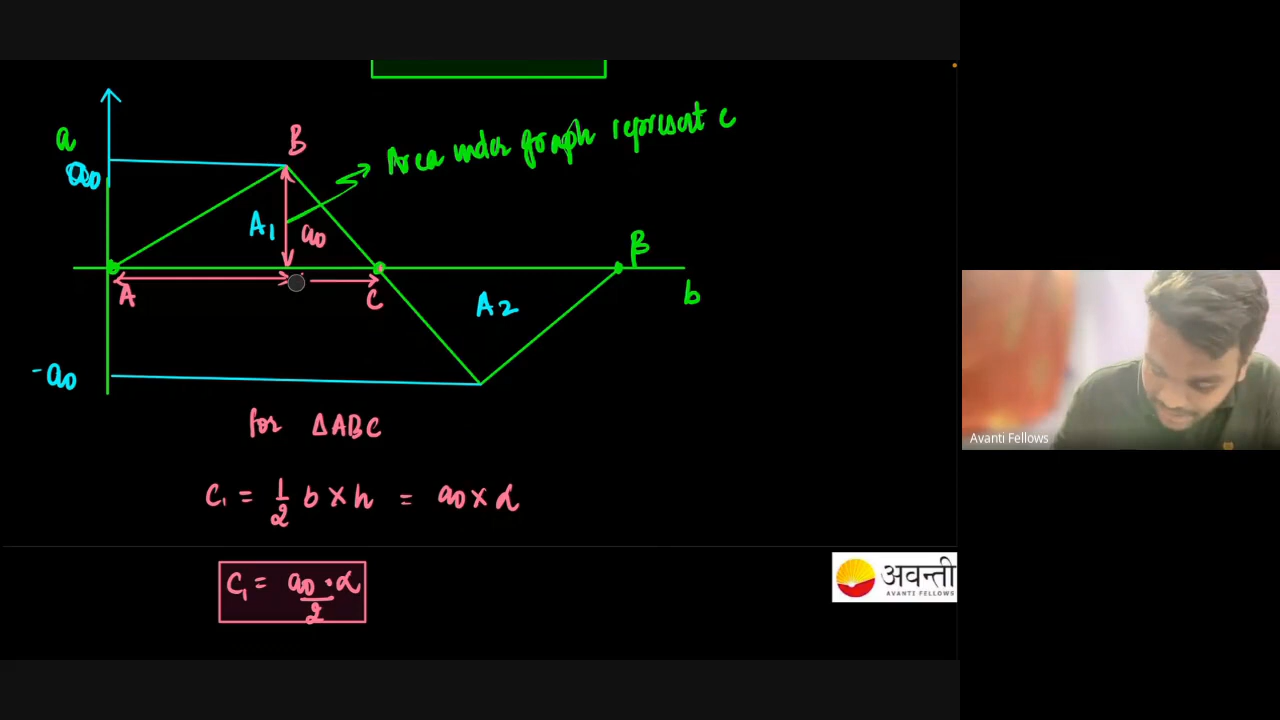 a
a0
B
Area under graph represent c
A1
a0
β
A
C
b
A2
-a0
for ΔABC
C1 = 1/2 b × h = a0 × α
C1 = a0/2 · α
अवन्ती
AVANTI FELLOWS
Avanti Fellows